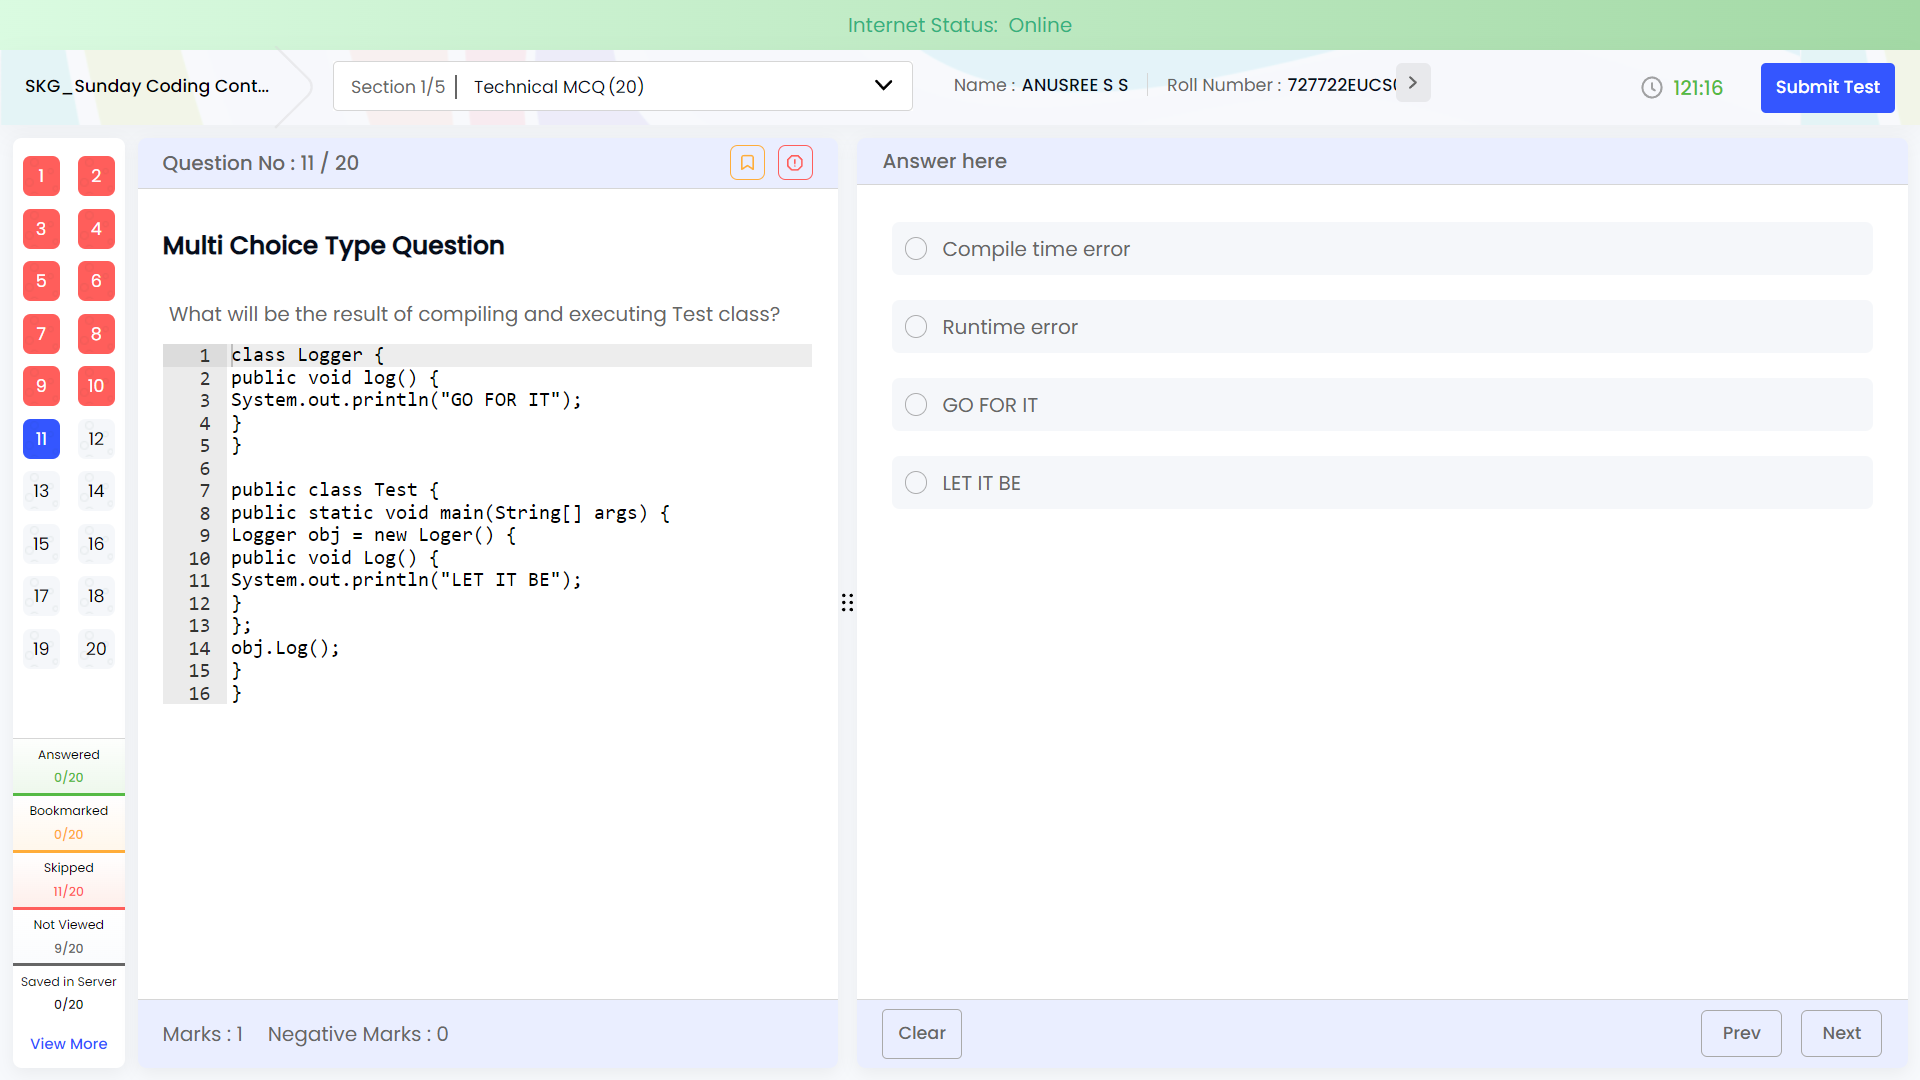 Internet Status: Online
SKG_Sunday Coding Cont...
Section 1/5 | Technical MCQ (20)
Name : ANUSREE S S
Roll Number : 727722EUCS
121:16
Submit Test
1 2
3 4
5 6
7 8
9 10
11 12
13 14
15 16
17 18
19 20
Answered
0/20
Bookmarked
0/20
Skipped
11/20
Not Viewed
9/20
Saved in Server
0/20
View More
Question No : 11 / 20
Multi Choice Type Question
What will be the result of compiling and executing Test class?
1 class Logger {
2 public void log() {
3 System.out.println("GO FOR IT");
4 }
5 }
6
7 public class Test {
8 public static void main(String[] args) {
9 Logger obj = new Loger() {
10 public void Log() {
11 System.out.println("LET IT BE");
12 }
13 };
14 obj.Log();
15 }
16 }
Marks : 1 Negative Marks : 0
Answer here
Compile time error
Runtime error
GO FOR IT
LET IT BE
Clear
Prev
Next